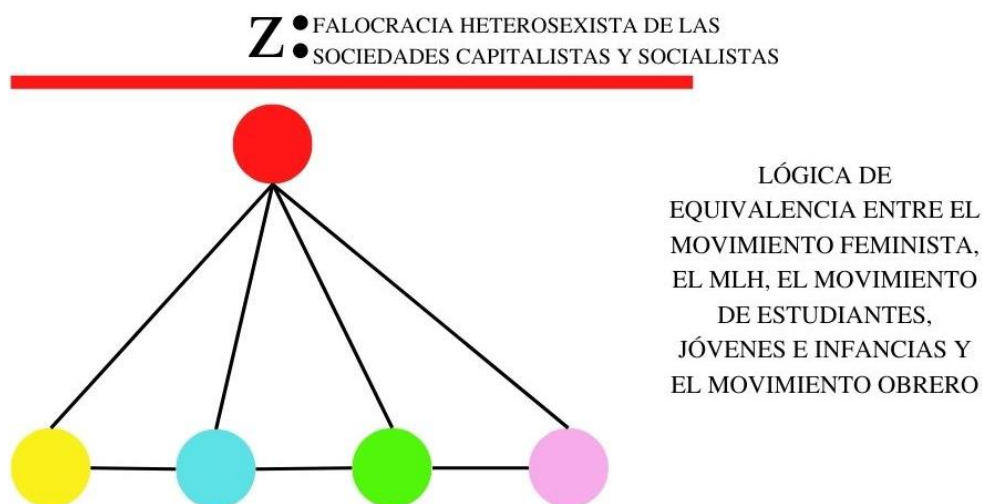 Z: FALOCRACIA HETEROSEXISTA DE LAS
SOCIEDADES CAPITALISTAS Y SOCIALISTAS
LÓGICA DE
EQUIVALENCIA ENTRE EL
MOVIMIENTO FEMINISTA,
EL MLH, EL MOVIMIENTO
DE ESTUDIANTES,
JÓVENES E INFANCIAS Y
EL MOVIMIENTO OBRERO